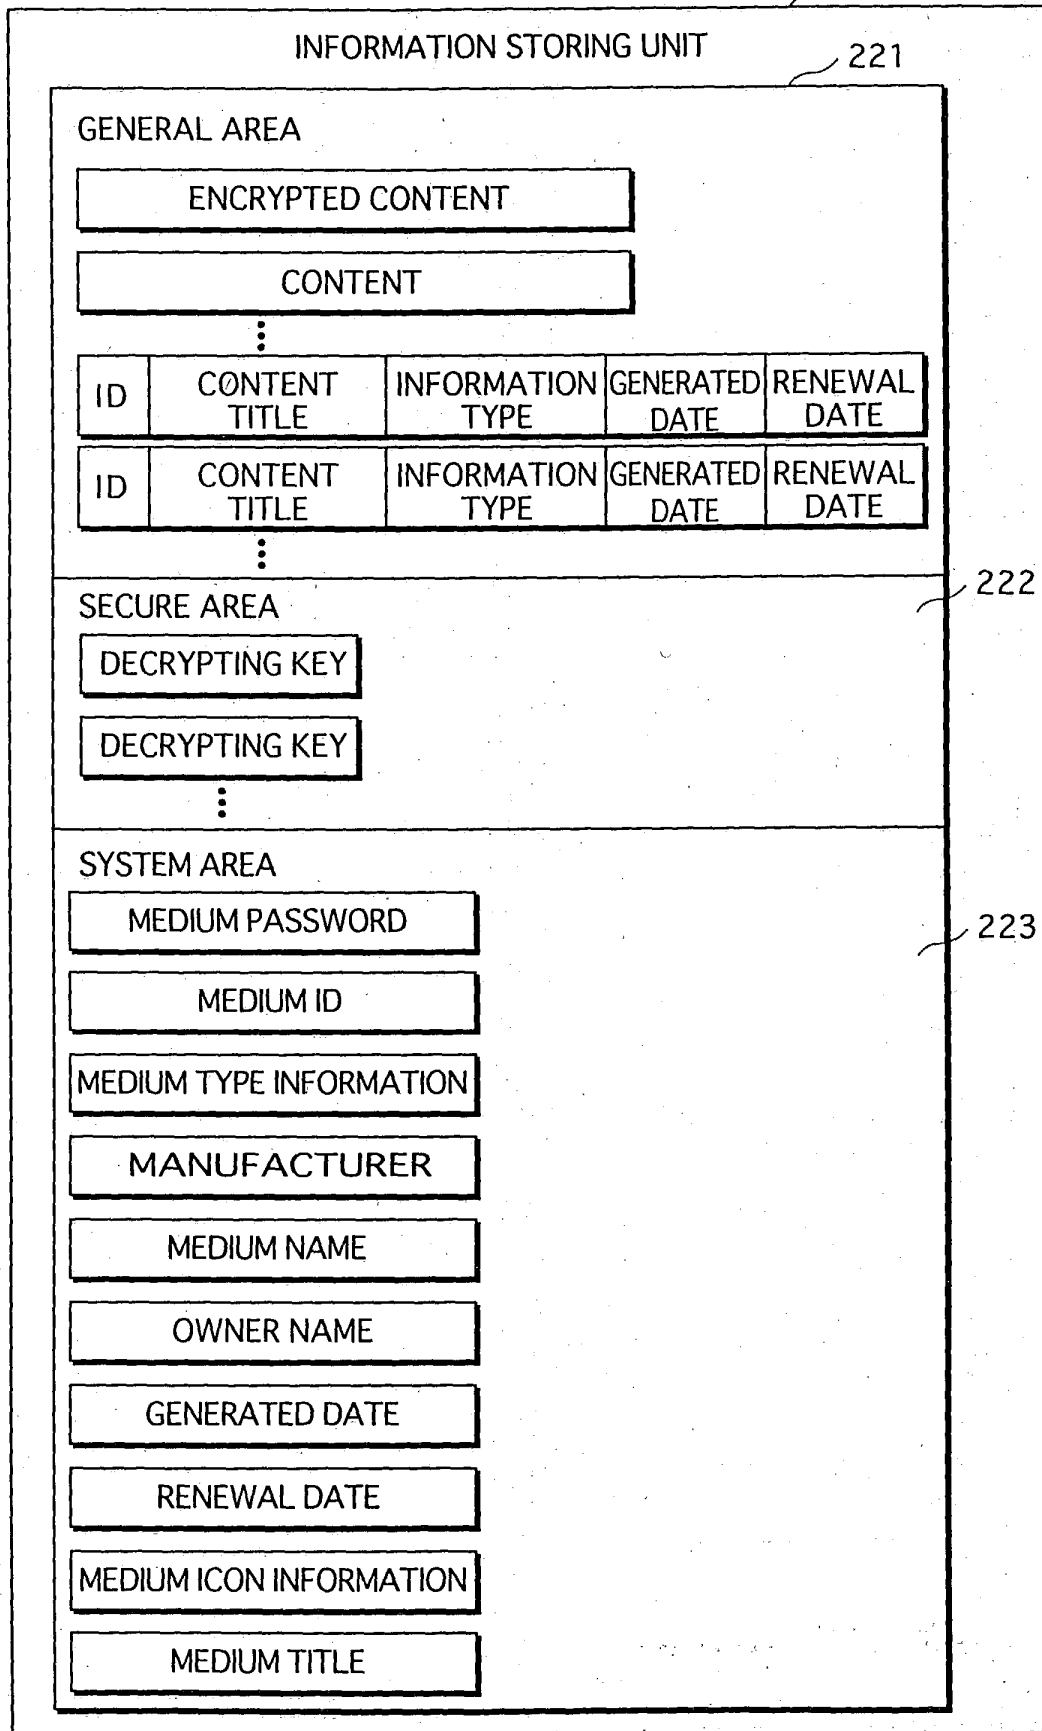 INFORMATION STORING UNIT
221
GENERAL AREA
ENCRYPTED CONTENT
CONTENT
ID CONTENT TITLE INFORMATION TYPE GENERATED DATE RENEWAL DATE
ID CONTENT TITLE INFORMATION TYPE GENERATED DATE RENEWAL DATE
222
SECURE AREA
DECRYPTING KEY
DECRYPTING KEY
SYSTEM AREA
MEDIUM PASSWORD
223
MEDIUM ID
MEDIUM TYPE INFORMATION
MANUFACTURER
MEDIUM NAME
OWNER NAME
GENERATED DATE
RENEWAL DATE
MEDIUM ICON INFORMATION
MEDIUM TITLE